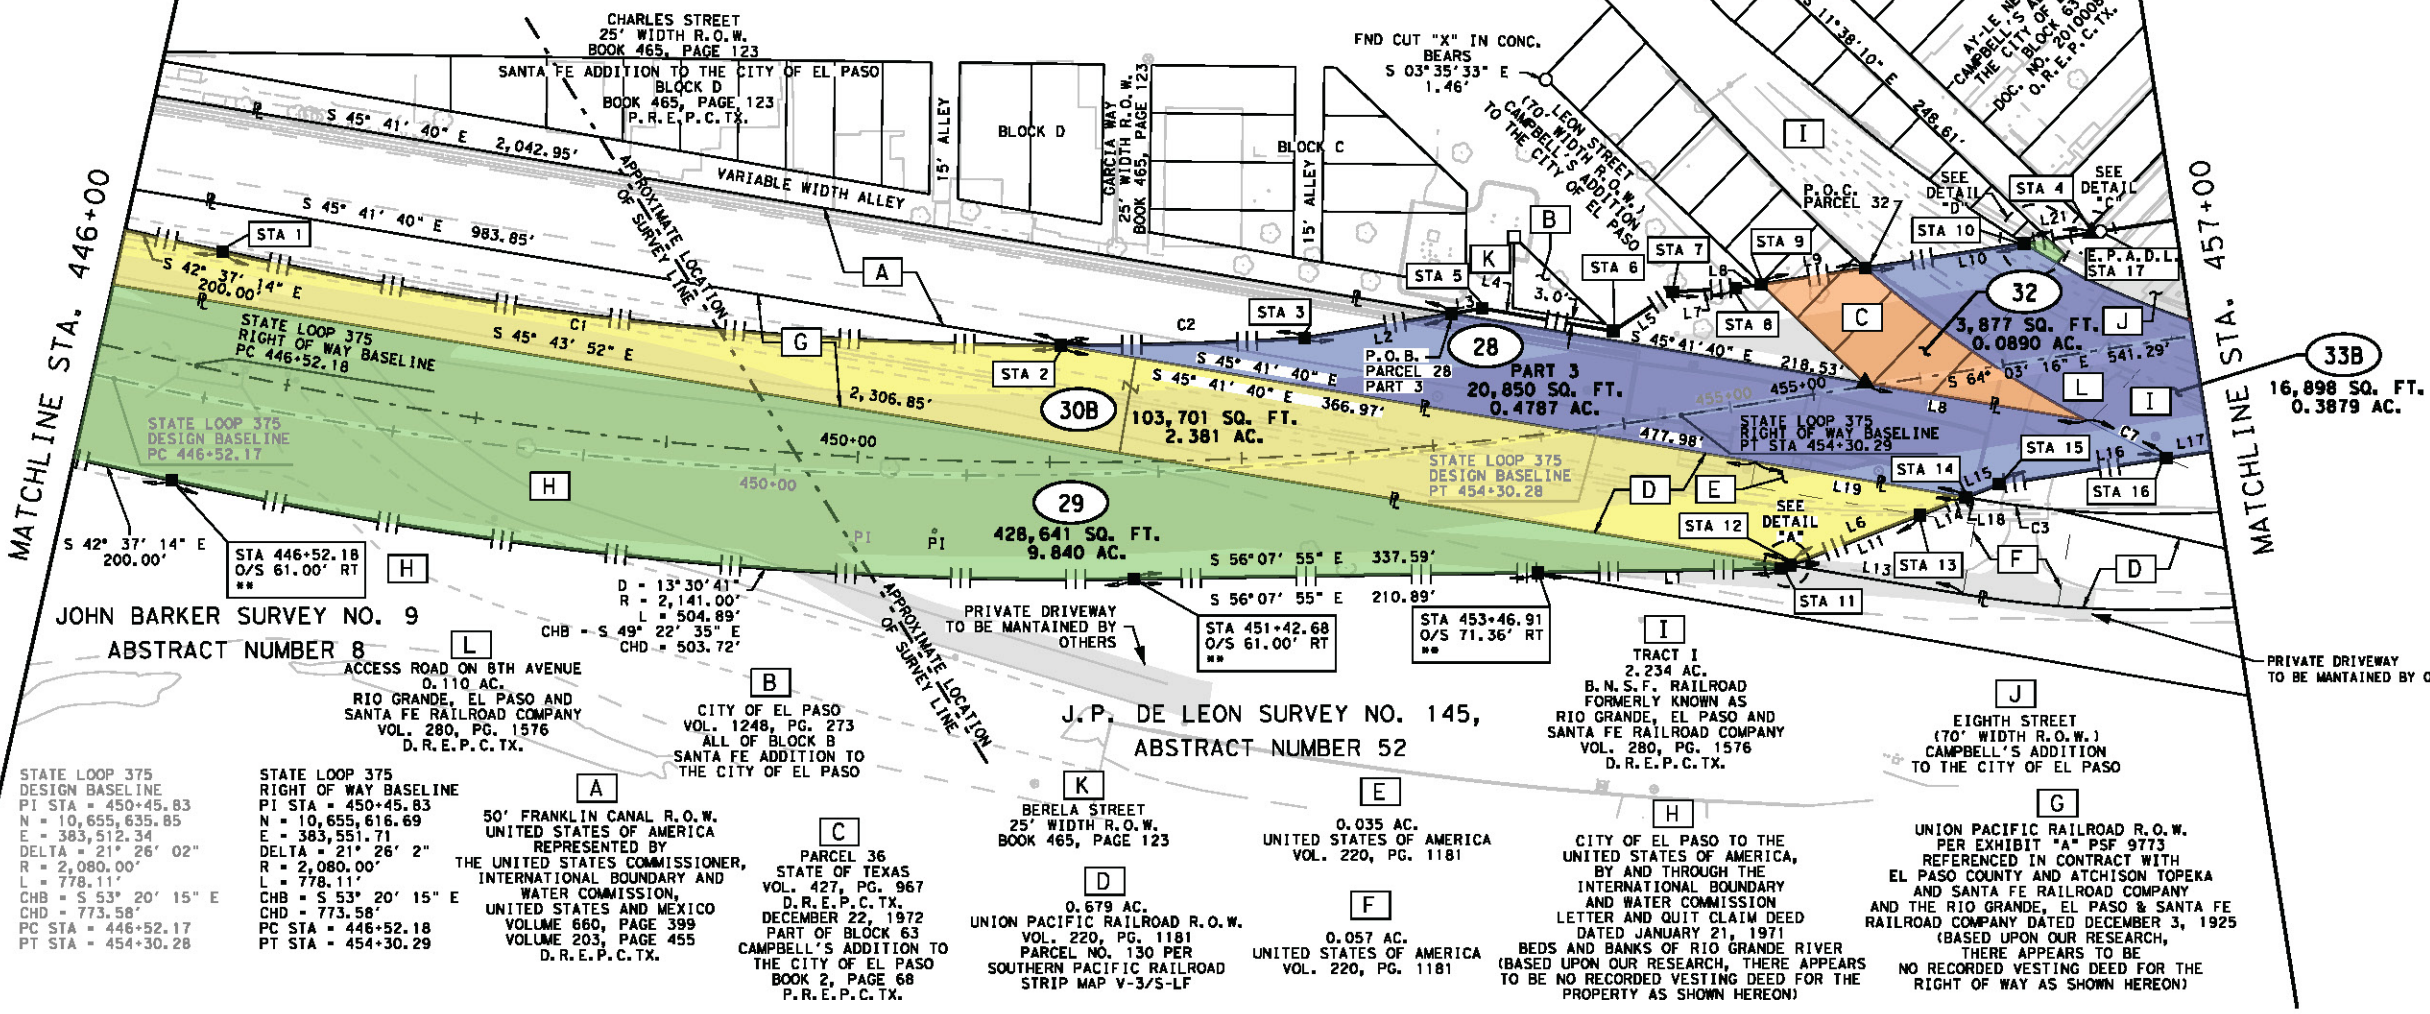 CHARLES STREET
25' WIDTH R.O.W.
BOOK 465, PAGE 123
SANTA FE ADDITION TO THE CITY OF EL PASO
BLOCK D
BOOK 465, PAGE 123
P.R.E.P.C.TX.
15' ALLEY
BLOCK D
GARCIA WAY
25' WIDTH R.O.W.
BOOK 465, PAGE 123
BLOCK C
15' ALLEY
FND CUT "X" IN CONC.
BEARS
S 03°35'33" E
1.46'
LEON STREET
(70' WIDTH R.O.W.)
CAMPBELL'S ADDITION
TO THE CITY OF EL PASO
S 11°38'10" E
248.61'
I
AY-LE
CAMPBELL'S
THE CITY OF
BLOCK 63
DOC. NO. 2010008
O.R.E.P.C.TX.
MATCHLINE STA. 446+00
MATCHLINE STA. 457+00
S 45° 41' 40" E
2,042.95'
VARIABLE WIDTH ALLEY
S 45° 41' 40" E 983.85'
APPROXIMATE LOCATION
OF SURVEY LINE
STA 1
S 42° 37' 14" E
200.00'
C1
A
G
STA 2
C2
STA 3
L2
STA 5
L3
K
L4
B
3.0'
STA 6
L5
STA 7
L7
L8
STA 8
STA 9
L9
P.O.C.
PARCEL 32
STA 10
L10
SEE
DETAIL
"D"
STA 4
L21
SEE
DETAIL
"C"
E.P.A.D.L.
STA 17
STATE LOOP 375
RIGHT OF WAY BASELINE
PC 446+52.18
S 45° 43' 52" E
2,306.85'
STATE LOOP 375
DESIGN BASELINE
PC 446+52.17
450+00
450+00
H
30B
103,701 SQ. FT.
2.381 AC.
S 45° 41' 40" E
S 45° 41' 40" E 366.97'
P.O.B.
PARCEL 28
PART 3
28
PART 3
20,850 SQ. FT.
0.4787 AC.
S 45°41'40" E 218.53'
455+00
455+00
C
32
3,877 SQ. FT.
0.0890 AC.
J
S 64° 03' 16" E 541.29'
L
I
33B
16,898 SQ. FT.
0.3879 AC.
L8
C7
L17
L16
STA 15
STA 16
STA 14
L15
477.98'
STATE LOOP 375
RIGHT OF WAY BASELINE
PT STA 454+30.29
STATE LOOP 375
DESIGN BASELINE
PT 454+30.28
D
E
L19
SEE
DETAIL
"A"
STA 12
L6
L11
L14
L18
C3
L13
STA 13
F
D
STA 11
L1
29
428,641 SQ. FT.
9.840 AC.
S 56°07' 55" E 337.59'
S 56°07' 55" E 210.89'
PI
PI
S 42° 37' 14" E
200.00'
STA 446+52.18
O/S 61.00' RT
**
H
D = 13°30'41"
R = 2,141.00'
L = 504.89'
CHB = S 49° 22' 35" E
CHD = 503.72'
APPROXIMATE LOCATION
OF SURVEY LINE
PRIVATE DRIVEWAY
TO BE MANTAINED BY
OTHERS
STA 451+42.68
O/S 61.00' RT
**
STA 453+46.91
O/S 71.36' RT
**
PRIVATE DRIVEWAY
TO BE MANTAINED BY O
JOHN BARKER SURVEY NO. 9
ABSTRACT NUMBER 8
J.P. DE LEON SURVEY NO. 145,
ABSTRACT NUMBER 52
L
ACCESS ROAD ON 8TH AVENUE
0.110 AC.
RIO GRANDE, EL PASO AND
SANTA FE RAILROAD COMPANY
VOL. 280, PG. 1576
D.R.E.P.C.TX.
B
CITY OF EL PASO
VOL. 1248, PG. 273
ALL OF BLOCK B
SANTA FE ADDITION TO
THE CITY OF EL PASO
I
TRACT I
2.234 AC.
B.N.S.F. RAILROAD
FORMERLY KNOWN AS
RIO GRANDE, EL PASO AND
SANTA FE RAILROAD COMPANY
VOL. 280, PG. 1576
D.R.E.P.C.TX.
J
EIGHTH STREET
(70' WIDTH R.O.W.)
CAMPBELL'S ADDITION
TO THE CITY OF EL PASO
STATE LOOP 375
DESIGN BASELINE
PI STA = 450+45.83
N = 10,655,635.85
E = 383,512.34
DELTA = 21° 26' 02"
R = 2,080.00'
L = 778.11'
CHB = S 53° 20' 15" E
CHD = 773.58'
PC STA = 446+52.17
PT STA = 454+30.28
STATE LOOP 375
RIGHT OF WAY BASELINE
PI STA = 450+45.83
N = 10,655,616.69
E = 383,551.71
DELTA = 21° 26' 2"
R = 2,080.00'
L = 778.11'
CHB = S 53° 20' 15" E
CHD = 773.58'
PC STA = 446+52.18
PT STA = 454+30.29
A
50' FRANKLIN CANAL R.O.W.
UNITED STATES OF AMERICA
REPRESENTED BY
THE UNITED STATES COMMISSIONER,
INTERNATIONAL BOUNDARY AND
WATER COMMISSION,
UNITED STATES AND MEXICO
VOLUME 660, PAGE 399
VOLUME 203, PAGE 455
D.R.E.P.C.TX.
C
PARCEL 36
STATE OF TEXAS
VOL. 427, PG. 967
D.R.E.P.C.TX.
DECEMBER 22, 1972
PART OF BLOCK 63
CAMPBELL'S ADDITION TO
THE CITY OF EL PASO
BOOK 2, PAGE 68
P.R.E.P.C.TX.
K
BERELA STREET
25' WIDTH R.O.W.
BOOK 465, PAGE 123
D
0.679 AC.
UNION PACIFIC RAILROAD R.O.W.
VOL. 220, PG. 1181
PARCEL NO. 130 PER
SOUTHERN PACIFIC RAILROAD
STRIP MAP V-3/S-LF
E
0.035 AC.
UNITED STATES OF AMERICA
VOL. 220, PG. 1181
F
0.057 AC.
UNITED STATES OF AMERICA
VOL. 220, PG. 1181
H
CITY OF EL PASO TO THE
UNITED STATES OF AMERICA,
BY AND THROUGH THE
INTERNATIONAL BOUNDARY
AND WATER COMMISSION
LETTER AND QUIT CLAIM DEED
DATED JANUARY 21, 1971
BEDS AND BANKS OF RIO GRANDE RIVER
(BASED UPON OUR RESEARCH, THERE APPEARS
TO BE NO RECORDED VESTING DEED FOR THE
PROPERTY AS SHOWN HEREON)
G
UNION PACIFIC RAILROAD R.O.W.
PER EXHIBIT "A" PSF 9773
REFERENCED IN CONTRACT WITH
EL PASO COUNTY AND ATCHISON TOPEKA
AND SANTA FE RAILROAD COMPANY
AND THE RIO GRANDE, EL PASO & SANTA FE
RAILROAD COMPANY DATED DECEMBER 3, 1925
(BASED UPON OUR RESEARCH,
THERE APPEARS TO BE
NO RECORDED VESTING DEED FOR THE
RIGHT OF WAY AS SHOWN HEREON)